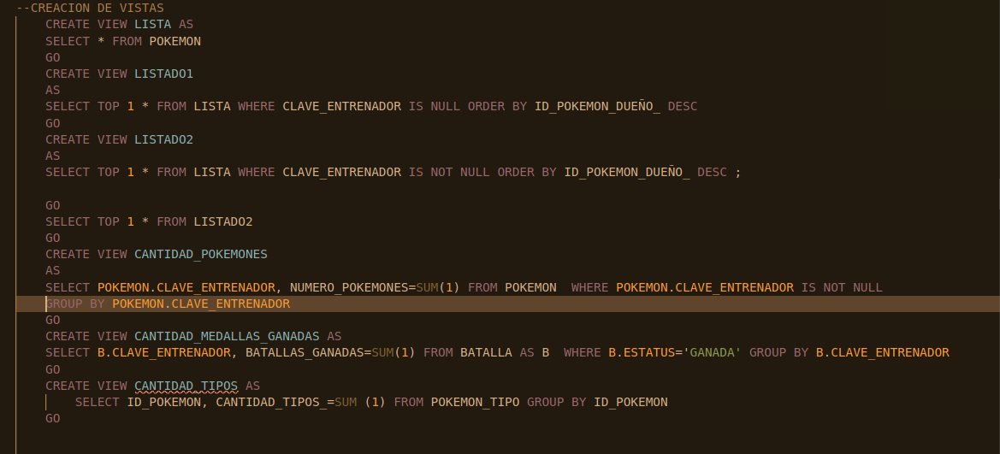 --CREACION DE VISTAS
CREATE VIEW LISTA AS
SELECT * FROM POKEMON
GO
CREATE VIEW LISTADO1
AS
SELECT TOP 1 * FROM LISTA WHERE CLAVE_ENTRENADOR IS NULL ORDER BY ID_POKEMON_DUEÑO_ DESC
GO
CREATE VIEW LISTADO2
AS
SELECT TOP 1 * FROM LISTA WHERE CLAVE_ENTRENADOR IS NOT NULL ORDER BY ID_POKEMON_DUEÑO_ DESC ;
GO
SELECT TOP 1 * FROM LISTADO2
GO
CREATE VIEW CANTIDAD_POKEMONES
AS
SELECT POKEMON.CLAVE_ENTRENADOR, NUMERO_POKEMONES=SUM(1) FROM POKEMON  WHERE POKEMON.CLAVE_ENTRENADOR IS NOT NULL
GROUP BY POKEMON.CLAVE_ENTRENADOR
GO
CREATE VIEW CANTIDAD_MEDALLAS_GANADAS AS
SELECT B.CLAVE_ENTRENADOR, BATALLAS_GANADAS=SUM(1) FROM BATALLA AS B  WHERE B.ESTATUS='GANADA' GROUP BY B.CLAVE_ENTRENADOR
GO
CREATE VIEW CANTIDAD_TIPOS AS
SELECT ID_POKEMON, CANTIDAD_TIPOS_=SUM (1) FROM POKEMON_TIPO GROUP BY ID_POKEMON
GO